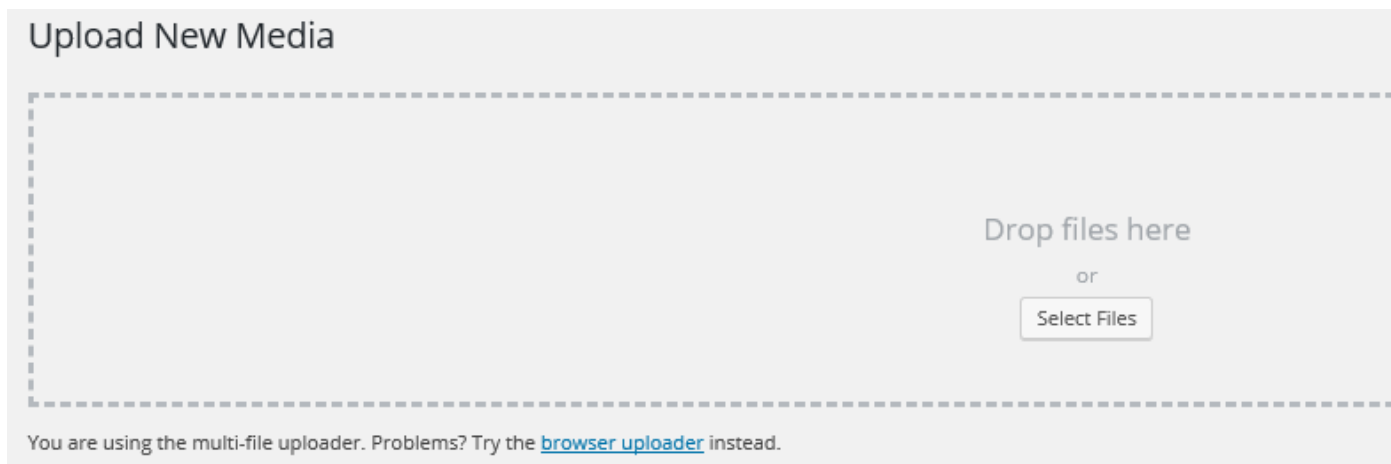 Upload New Media
Drop files here
or
Select Files
You are using the multi-file uploader. Problems? Try the browser uploader instead.